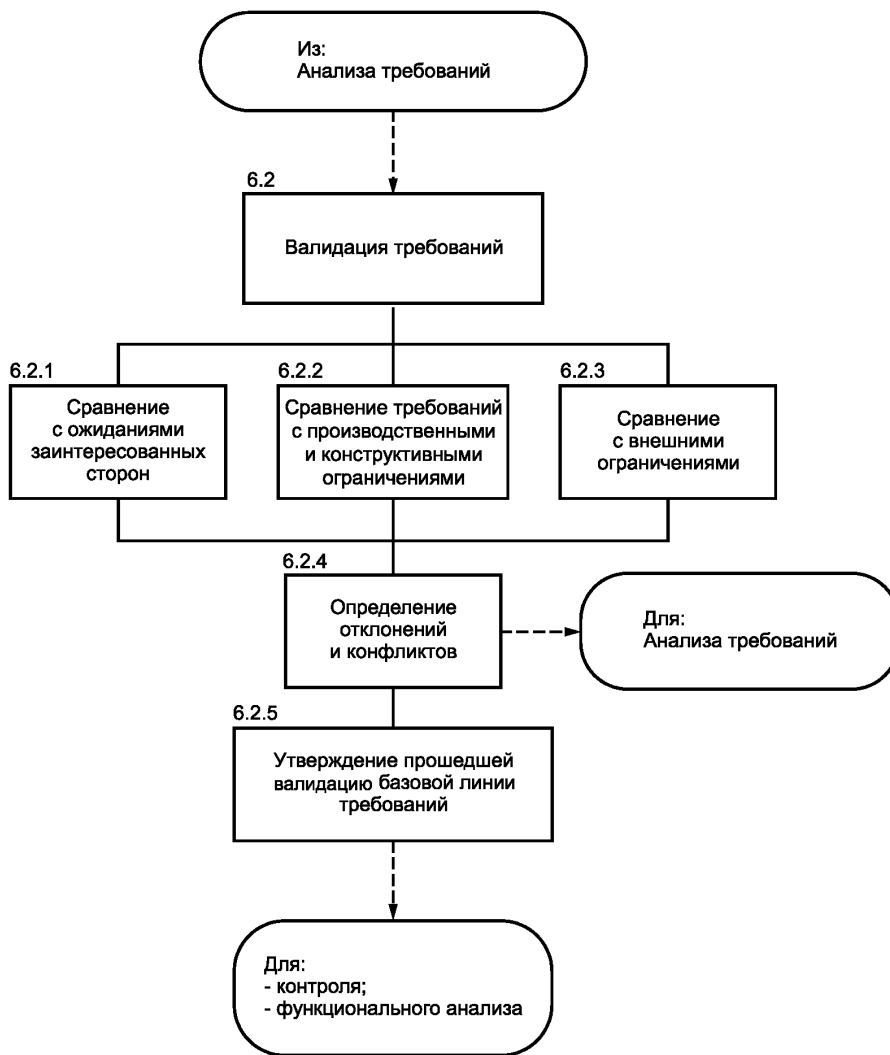 Из:
Анализа требований
6.2
Валидация требований
6.2.1
Сравнение
с ожиданиями
заинтересованных
сторон
6.2.2
Сравнение требований
с производственными
и конструктивными
ограничениями
6.2.3
Сравнение
с внешними
ограничениями
6.2.4
Определение
отклонений
и конфликтов
Для:
Анализа требований
6.2.5
Утверждение прошедшей
валидацию базовой линии
требований
Для:
- контроля;
- функционального анализа